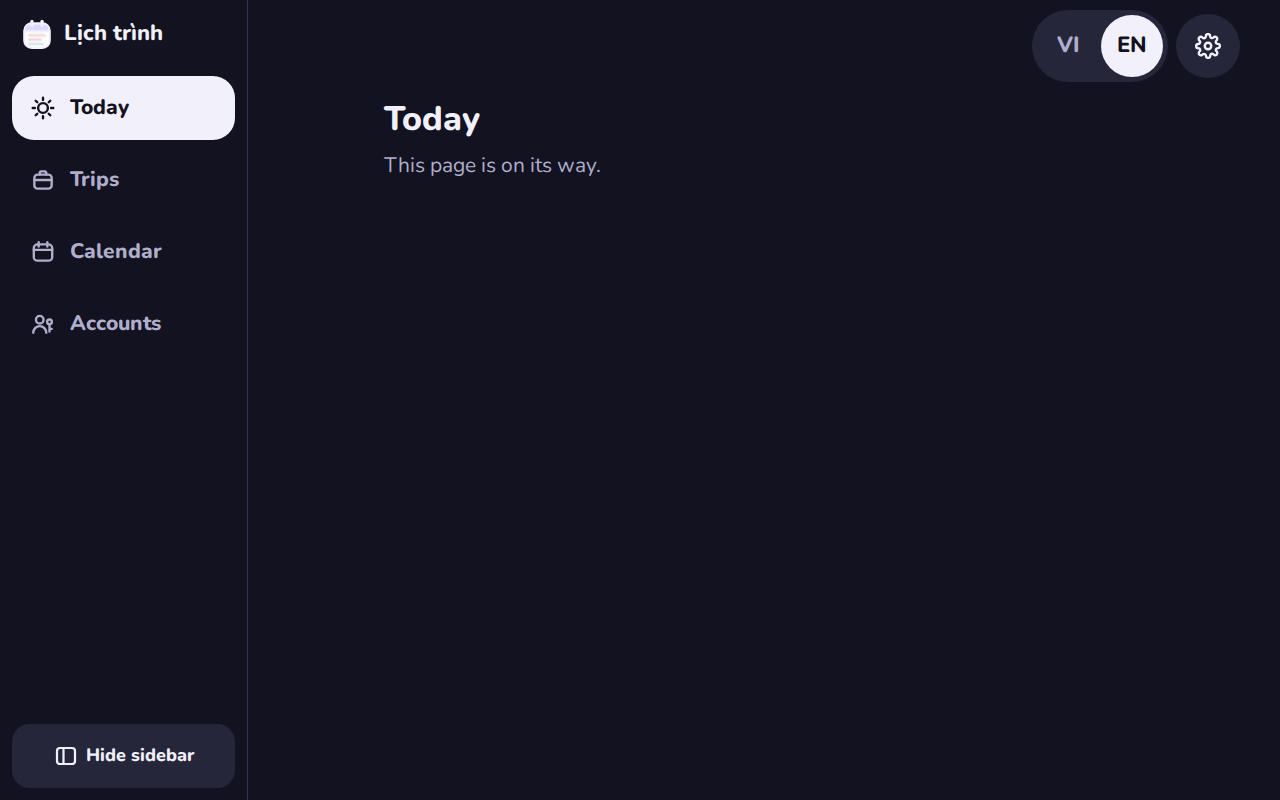 Lịch trình
Today
Trips
Calendar
Accounts
Hide sidebar
VI
EN
Today
This page is on its way.